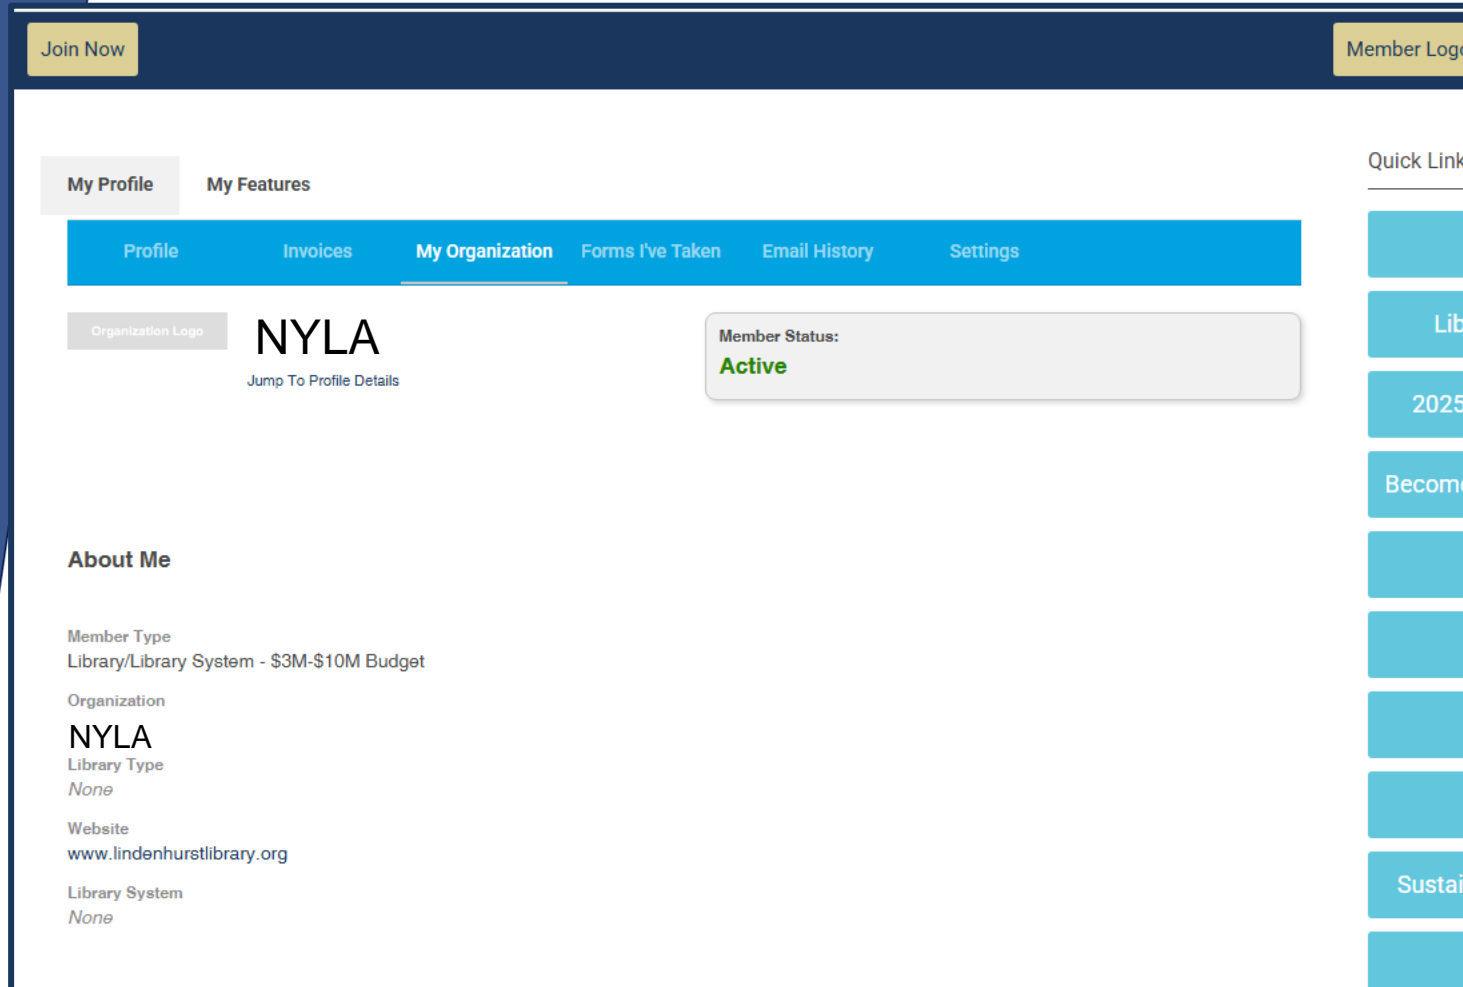 Join Now
Member Logo
Quick Link
My Profile My Features
Profile Invoices My Organization Forms I've Taken Email History Settings
Organization Logo
NYLA
Jump To Profile Details
Member Status:
Active
Lib
2025
Become
About Me
Member Type
Library/Library System - $3M-$10M Budget
Organization
NYLA
Library Type
None
Website
www.lindenhurstlibrary.org
Library System
None
Sustai